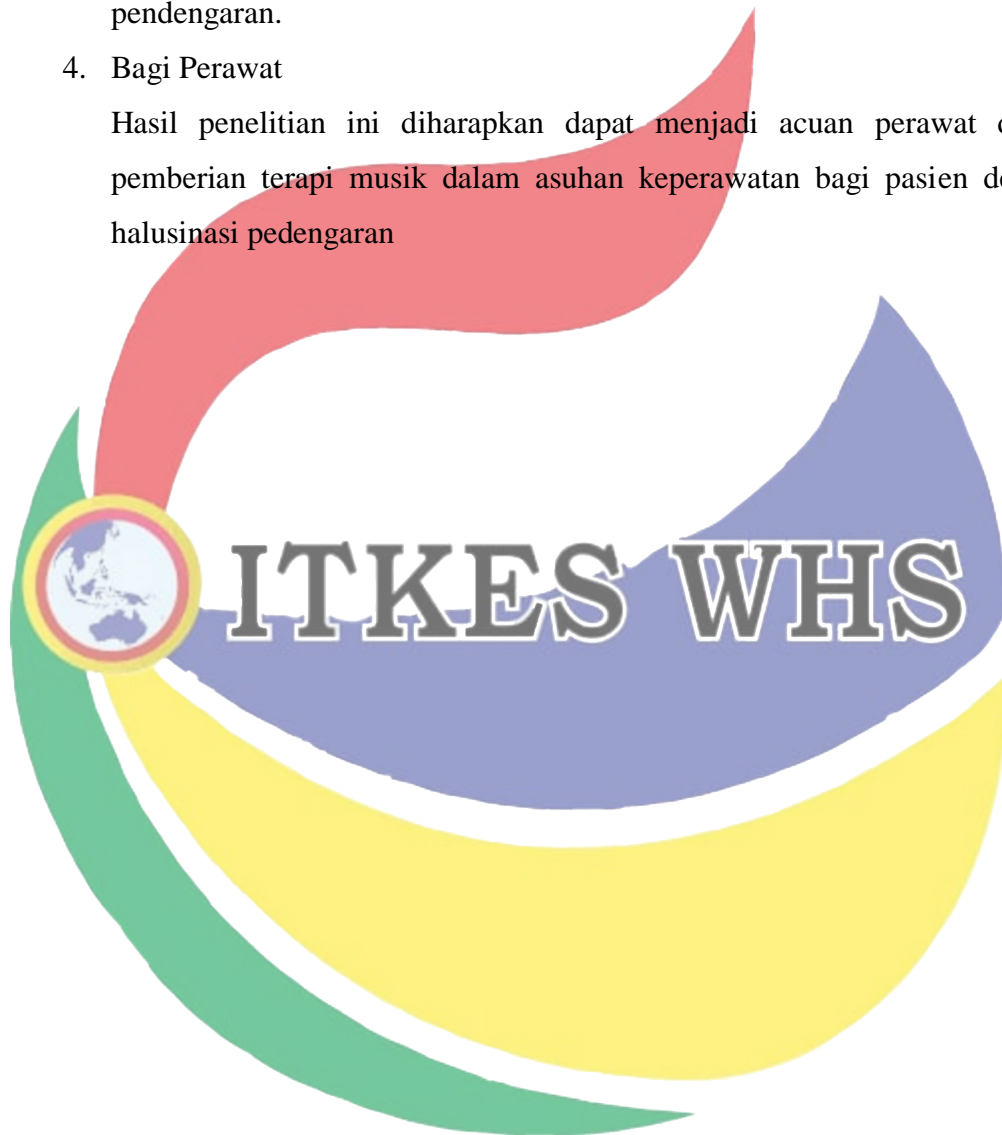 pendengaran.
4. Bagi Perawat
Hasil penelitian ini diharapkan dapat menjadi acuan perawat
pemberian terapi musik dalam asuhan keperawatan bagi pasien
halusinasi pedengaran
ITKES WHS